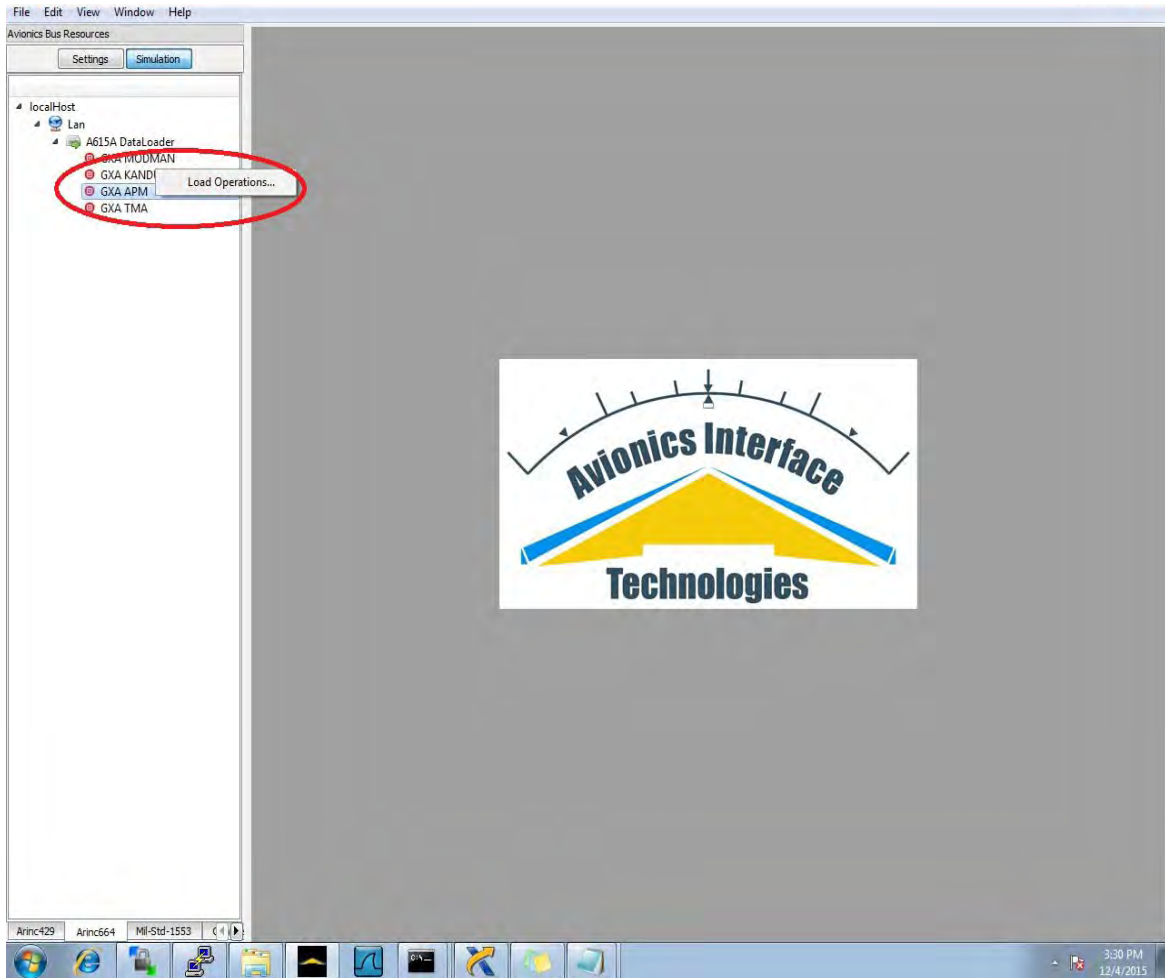 File Edit View Window Help
Avionics Bus Resources
Settings Simulation
localHost
Lan
A615A DataLoader
GXA MODMAN
GXA
Load Operations...
GXA APM
GXA TMA
Avionics Interface
Technologies
Arinc429 Arinc664 Mil-Std-1553
C:\
3:30 PM
12/4/2015